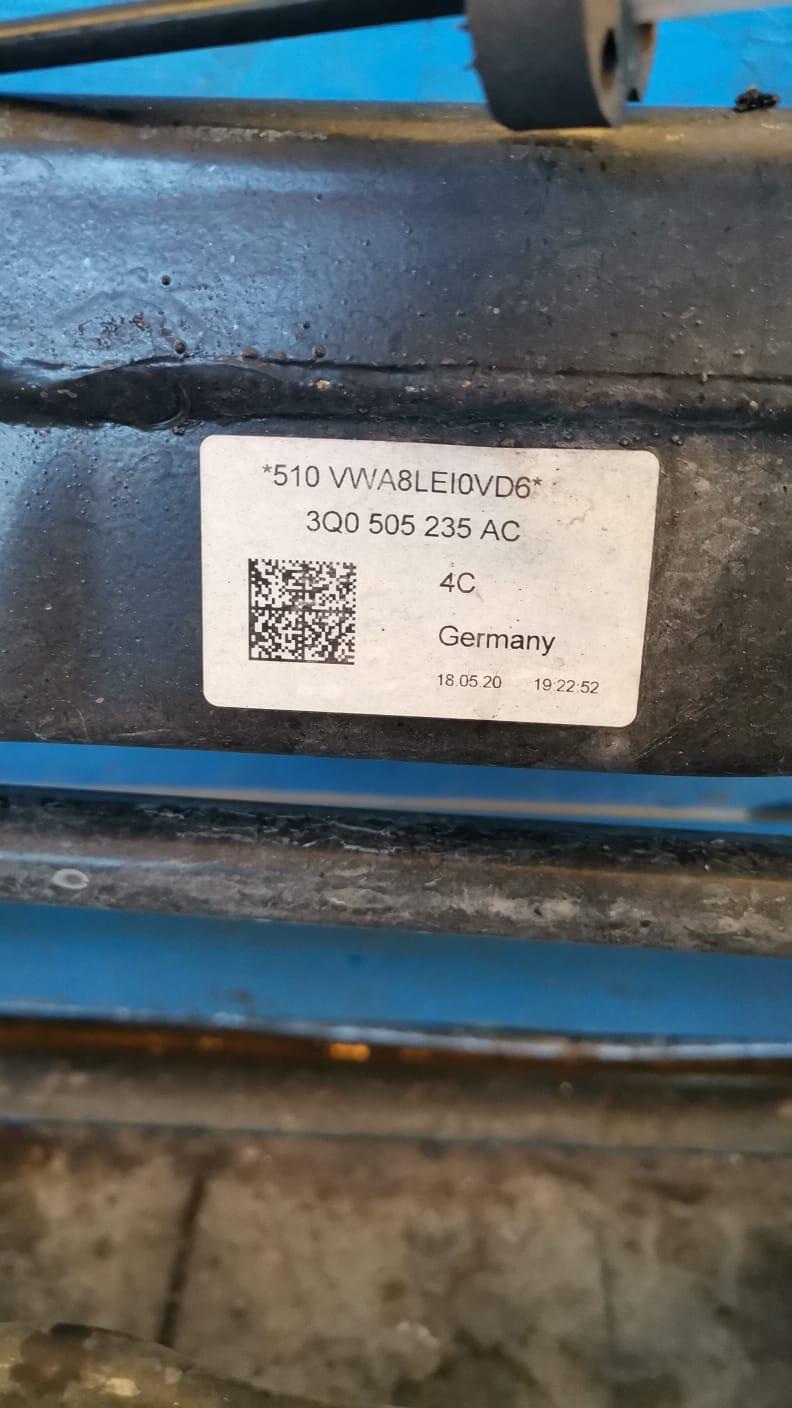 *510 VWA8LEI0VD6*
3Q0 505 235 AC
4C
Germany
18.05.20 19:22:52